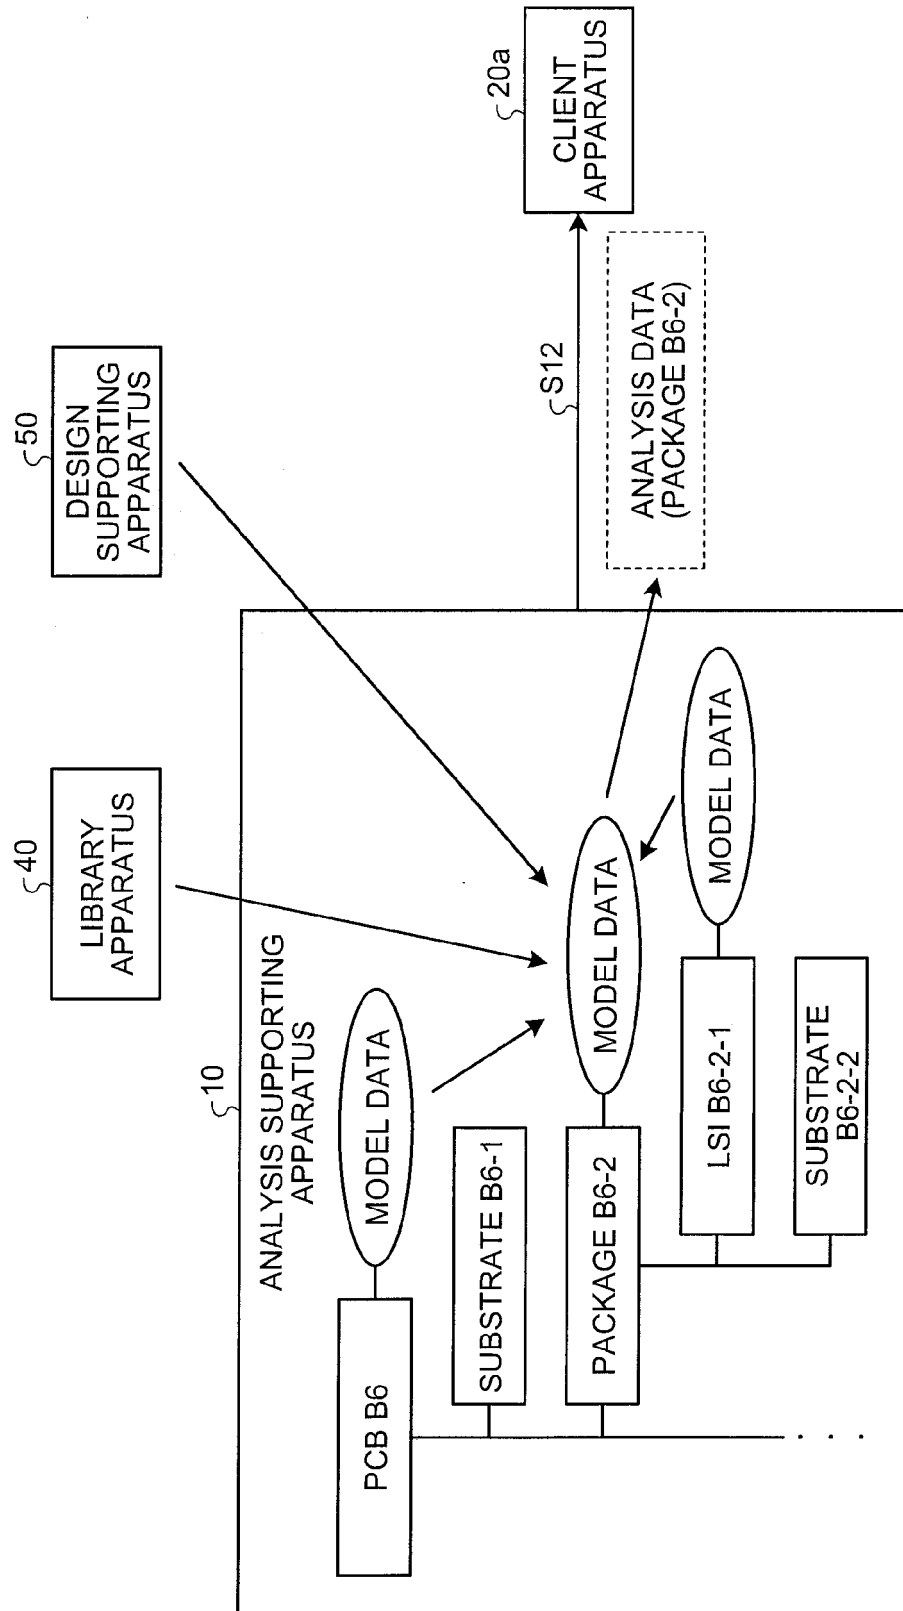 40
LIBRARY
APPARATUS
50
DESIGN
SUPPORTING
APPARATUS
10
ANALYSIS SUPPORTING
APPARATUS
PCB B6
MODEL DATA
SUBSTRATE B6-1
PACKAGE B6-2
MODEL DATA
LSI B6-2-1
MODEL DATA
SUBSTRATE
B6-2-2
. . .
S12
ANALYSIS DATA
(PACKAGE B6-2)
20a
CLIENT
APPARATUS